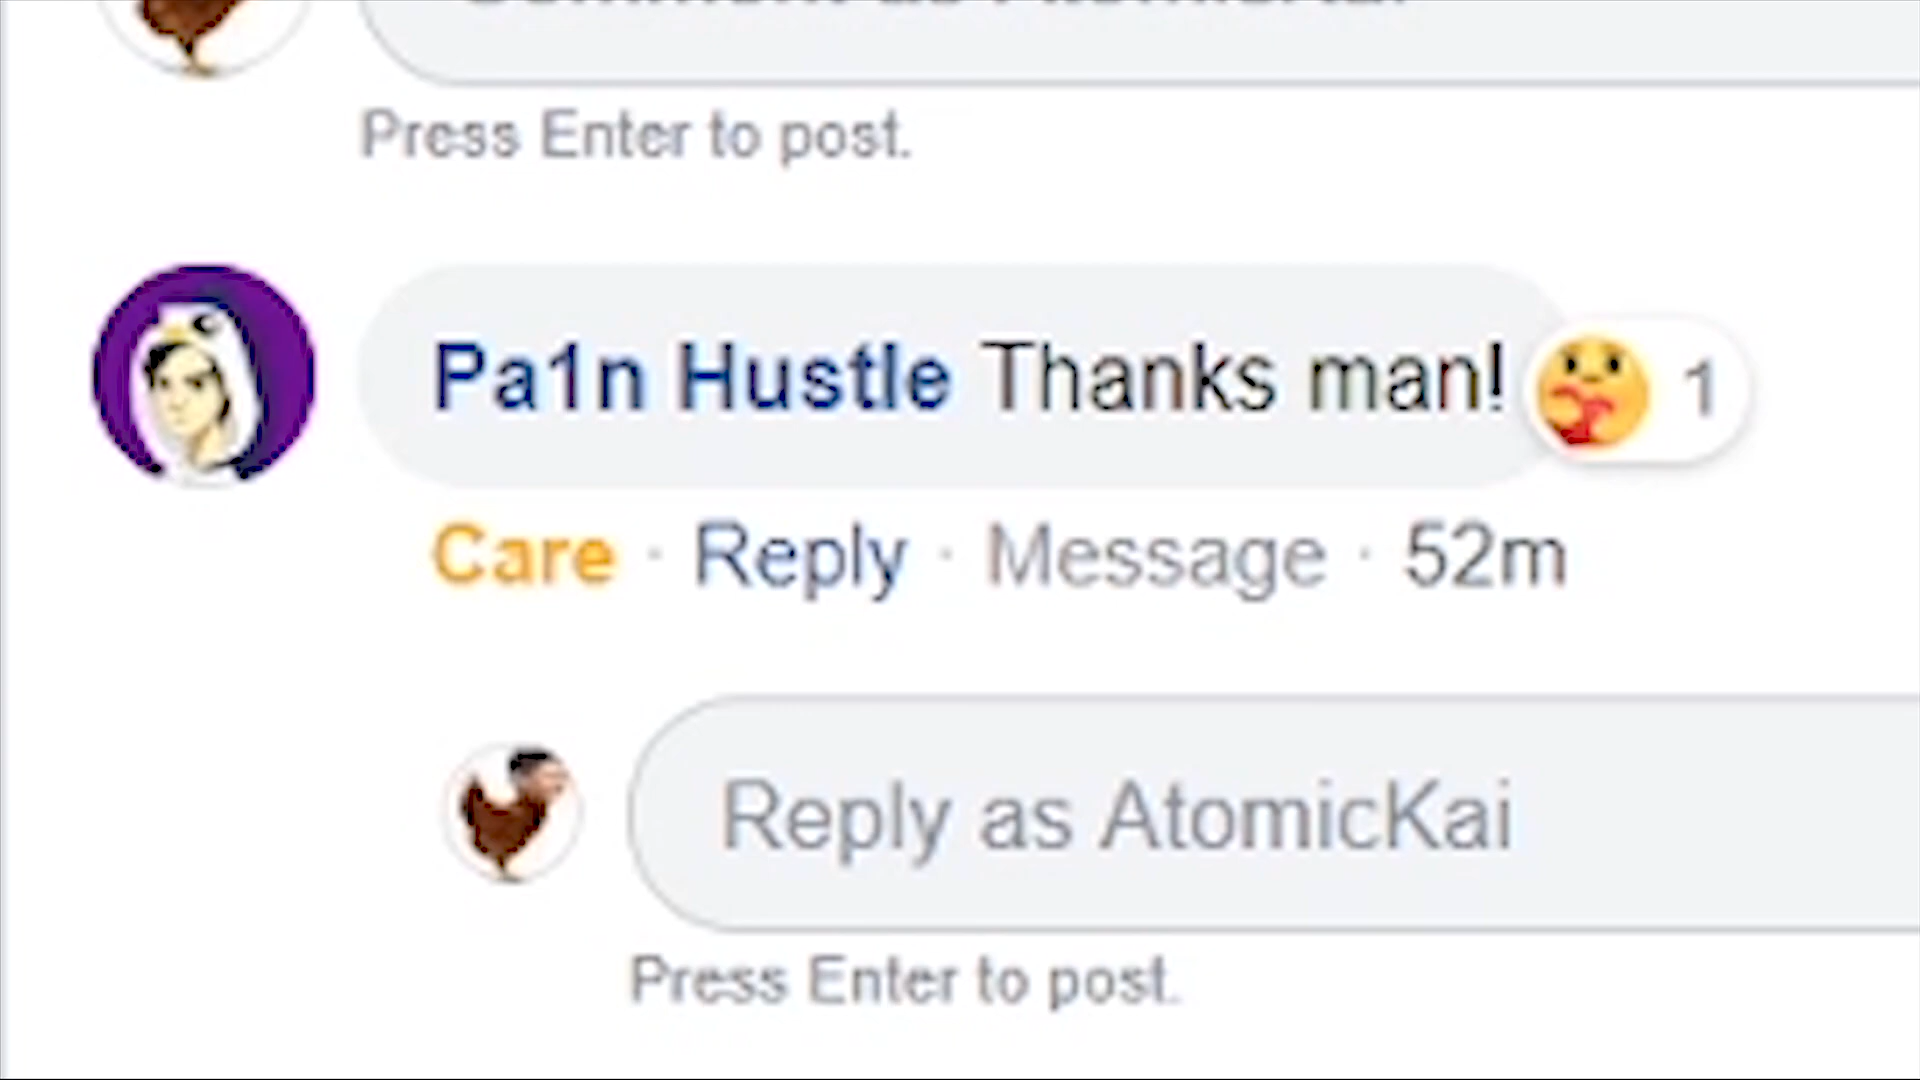 Press Enter to post.
Pa1n Hustle Thanks man! 1
Care · Reply · Message · 52m
Reply as AtomicKai
Press Enter to post.